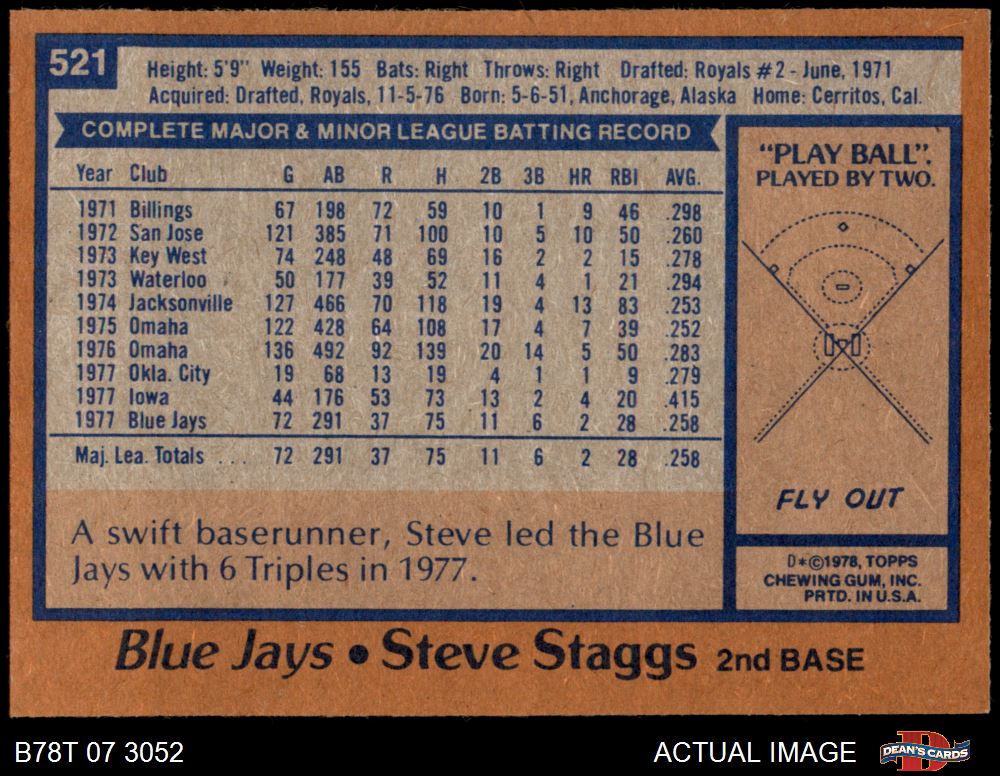 521
Height: 5'9" Weight: 155 Bats: Right Throws: Right Drafted: Royals #2 - June, 1971
Acquired: Drafted, Royals, 11-5-76 Born: 5-6-51, Anchorage, Alaska Home: Cerritos, Cal.
COMPLETE MAJOR & MINOR LEAGUE BATTING RECORD
Year Club G AB R H 2B 3B HR RBI AVG.
1971 Billings 67 198 72 59 10 1 9 46 .298
1972 San Jose 121 385 71 100 10 5 10 50 .260
1973 Key West 74 248 48 69 16 2 2 15 .278
1973 Waterloo 50 177 39 52 11 4 1 21 .294
1974 Jacksonville 127 466 70 118 19 4 13 83 .253
1975 Omaha 122 428 64 108 17 4 7 39 .252
1976 Omaha 136 492 92 139 20 14 5 50 .283
1977 Okla. City 19 68 13 19 4 1 1 9 .279
1977 Iowa 44 176 53 73 13 2 4 20 .415
1977 Blue Jays 72 291 37 75 11 6 2 28 .258
Maj. Lea. Totals ... 72 291 37 75 11 6 2 28 .258
A swift baserunner, Steve led the Blue
Jays with 6 Triples in 1977.
"PLAY BALL".
PLAYED BY TWO.
FLY OUT
D*©1978, TOPPS
CHEWING GUM, INC.
PRTD. IN U.S.A.
Blue Jays • Steve Staggs 2nd BASE
B78T 07 3052
ACTUAL IMAGE
D
DEAN'S CARDS